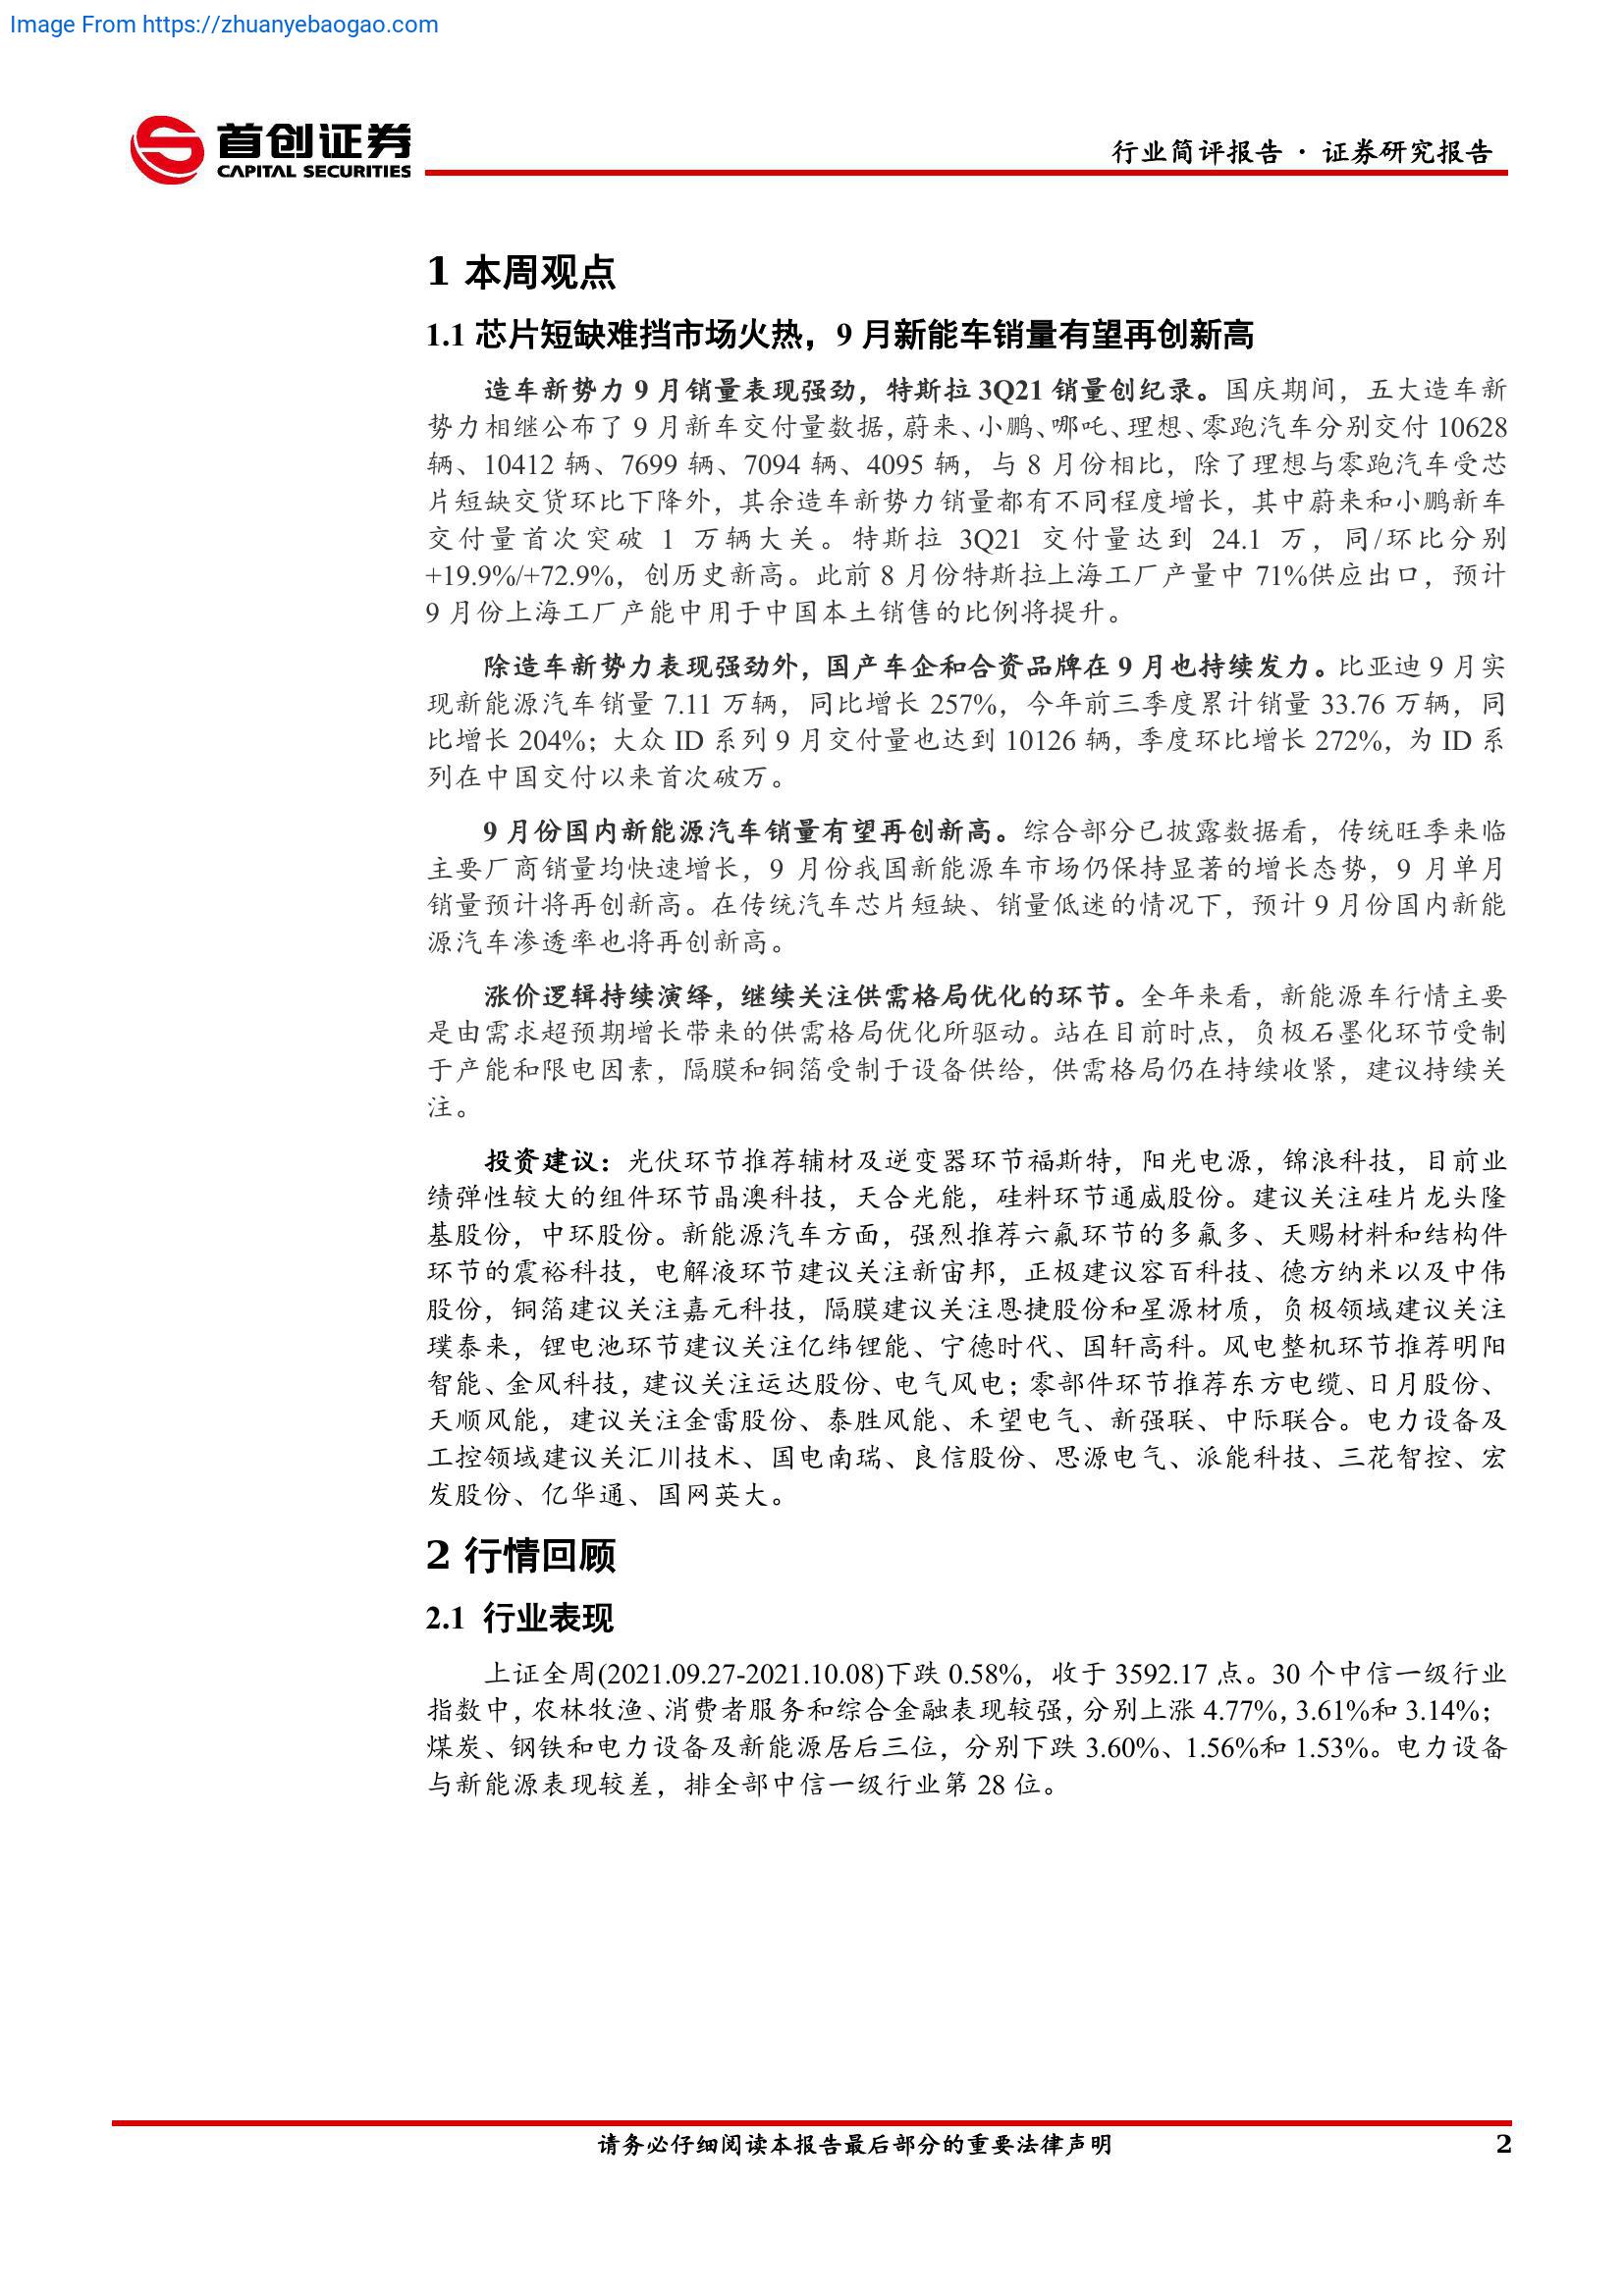 Image From https://zhuanyebaogao.com
首创证券
CAPITAL SECURITIES
行业简评报告 · 证券研究报告
1 本周观点
1.1 芯片短缺难挡市场火热，9 月新能车销量有望再创新高
造车新势力 9 月销量表现强劲，特斯拉 3Q21 销量创纪录。国庆期间，五大造车新
势力相继公布了 9 月新车交付量数据，蔚来、小鹏、哪吒、理想、零跑汽车分别交付 10628
辆、10412 辆、7699 辆、7094 辆、4095 辆，与 8 月份相比，除了理想与零跑汽车受芯
片短缺交货环比下降外，其余造车新势力销量都有不同程度增长，其中蔚来和小鹏新车
交付量首次突破 1 万辆大关。特斯拉 3Q21 交付量达到 24.1 万，同/环比分别
+19.9%/+72.9%，创历史新高。此前 8 月份特斯拉上海工厂产量中 71%供应出口，预计
9 月份上海工厂产能中用于中国本土销售的比例将提升。
除造车新势力表现强劲外，国产车企和合资品牌在 9 月也持续发力。比亚迪 9 月实
现新能源汽车销量 7.11 万辆，同比增长 257%，今年前三季度累计销量 33.76 万辆，同
比增长 204%；大众 ID 系列 9 月交付量也达到 10126 辆，季度环比增长 272%，为 ID 系
列在中国交付以来首次破万。
9 月份国内新能源汽车销量有望再创新高。综合部分已披露数据看，传统旺季来临
主要厂商销量均快速增长，9 月份我国新能源车市场仍保持显著的增长态势，9 月单月
销量预计将再创新高。在传统汽车芯片短缺、销量低迷的情况下，预计 9 月份国内新能
源汽车渗透率也将再创新高。
涨价逻辑持续演绎，继续关注供需格局优化的环节。全年来看，新能源车行情主要
是由需求超预期增长带来的供需格局优化所驱动。站在目前时点，负极石墨化环节受制
于产能和限电因素，隔膜和铜箔受制于设备供给，供需格局仍在持续收紧，建议持续关
注。
投资建议：光伏环节推荐辅材及逆变器环节福斯特，阳光电源，锦浪科技，目前业
绩弹性较大的组件环节晶澳科技，天合光能，硅料环节通威股份。建议关注硅片龙头隆
基股份，中环股份。新能源汽车方面，强烈推荐六氟环节的多氟多、天赐材料和结构件
环节的震裕科技，电解液环节建议关注新宙邦，正极建议容百科技、德方纳米以及中伟
股份，铜箔建议关注嘉元科技，隔膜建议关注恩捷股份和星源材质，负极领域建议关注
璞泰来，锂电池环节建议关注亿纬锂能、宁德时代、国轩高科。风电整机环节推荐明阳
智能、金风科技，建议关注运达股份、电气风电；零部件环节推荐东方电缆、日月股份、
天顺风能，建议关注金雷股份、泰胜风能、禾望电气、新强联、中际联合。电力设备及
工控领域建议关汇川技术、国电南瑞、良信股份、思源电气、派能科技、三花智控、宏
发股份、亿华通、国网英大。
2 行情回顾
2.1 行业表现
上证全周(2021.09.27-2021.10.08)下跌 0.58%，收于 3592.17 点。30 个中信一级行业
指数中，农林牧渔、消费者服务和综合金融表现较强，分别上涨 4.77%，3.61%和 3.14%；
煤炭、钢铁和电力设备及新能源居后三位，分别下跌 3.60%、1.56%和 1.53%。电力设备
与新能源表现较差，排全部中信一级行业第 28 位。
请务必仔细阅读本报告最后部分的重要法律声明
2